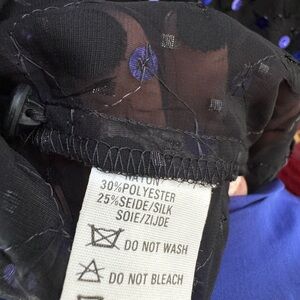 30%POLYESTER
25%SEIDE/SILK
SOIE/ZIJDE
DO NOT WASH
DO NOT BLEACH